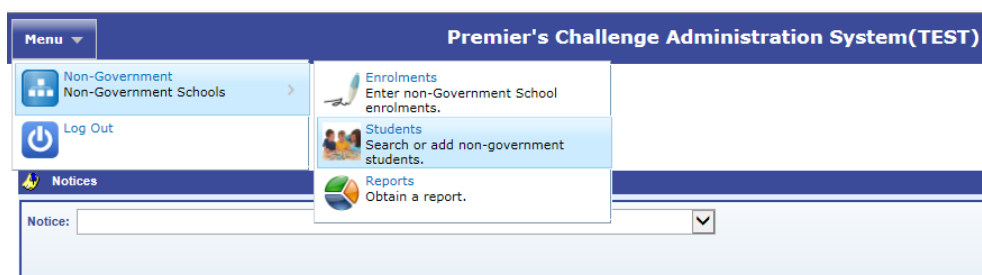 Menu
Premier's Challenge Administration System(TEST)
Non-Government
Non-Government Schools
Log Out
Enrolments
Enter non-Government School
enrolments.
Students
Search or add non-government
students.
Reports
Obtain a report.
Notices
Notice: